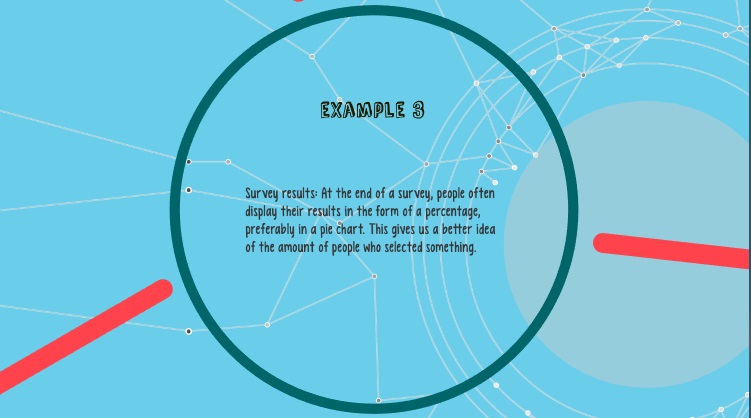 EXAMPLE 3
Survey results: At the end of a survey, people often
display their results in the form of a percentage,
preferably in a pie chart. This gives us a better idea
of the amount of people who selected something.